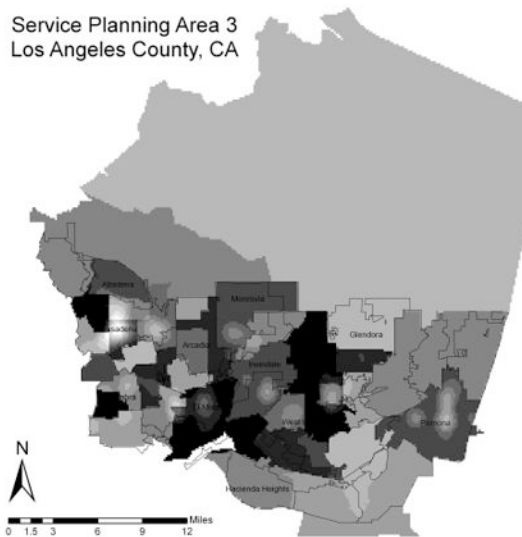 Service Planning Area 3
Los Angeles County, CA
Altadena
Monrovia
Glendora
Arcadia
Irwindale
Pomona
Hacienda Heights
N
Miles
0 1.5 3 6 9 12